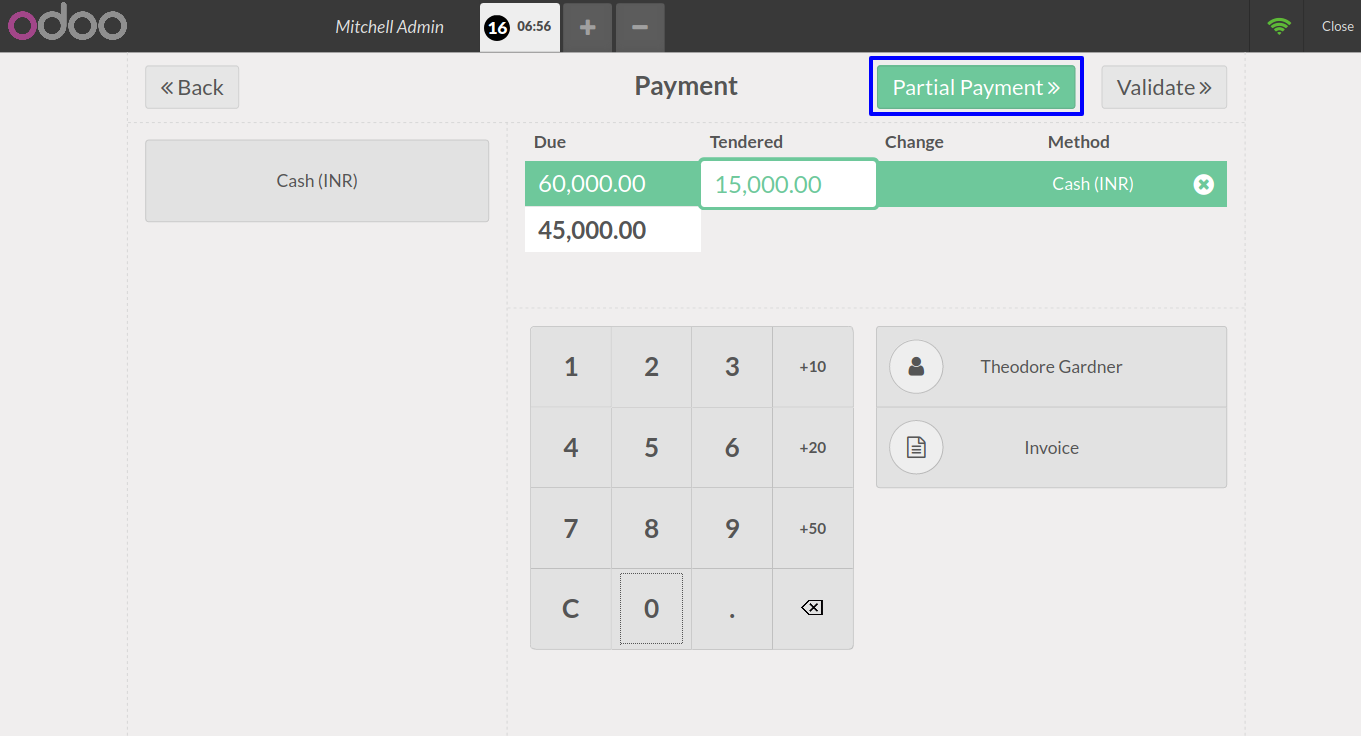 odoo
Mitchell Admin
16 06:56
Close
Back
Payment
Partial Payment
Validate
Due Tendered Change Method
Cash (INR)
60,000.00 15,000.00 Cash (INR)
45,000.00
1 2 3 +10
Theodore Gardner
4 5 6 +20
Invoice
7 8 9 +50
C 0 .